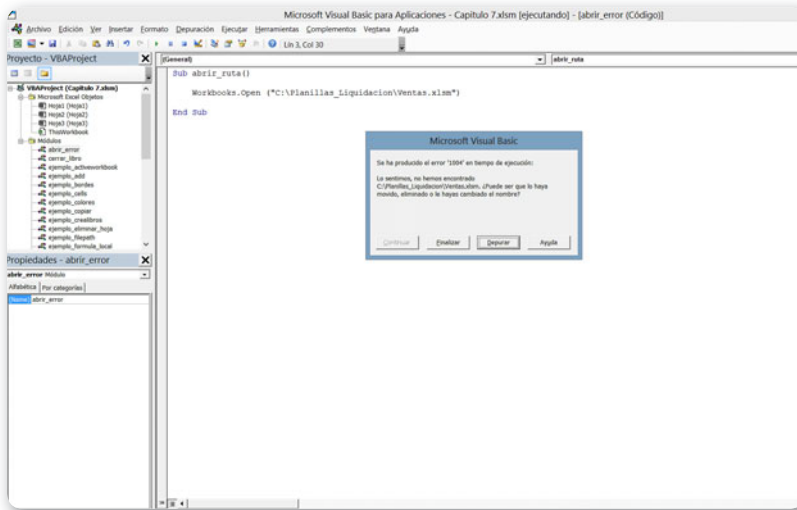 Microsoft Visual Basic para Aplicaciones - Capitulo 7.xlsm [ejecutando] - [abrir_error (Código)]
Archivo Edición Ver Insertar Formato Depuración Ejecutar Herramientas Complementos Ventana Ayuda
Lín 3, Col 30
Proyecto - VBAProject
(General)
abrir_ruta
VBAProject (Capitulo 7.xlsm)
Microsoft Excel Objetos
Hoja1 (Hoja1)
Hoja2 (Hoja2)
Hoja3 (Hoja3)
ThisWorkbook
Módulos
abrir_error
cerrar_libro
ejemplo_activeworkbook
ejemplo_add
ejemplo_bordes
ejemplo_cells
ejemplo_colores
ejemplo_copiar
ejemplo_crealibros
ejemplo_eliminar_hoja
ejemplo_filepath
ejemplo_formula_local
Sub abrir_ruta()
Workbooks.Open ("C:\Planillas_Liquidacion\Ventas.xlsm")
End Sub
Microsoft Visual Basic
Se ha producido el error '1004' en tiempo de ejecución:
Lo sentimos, no hemos encontrado
C:\Planillas_Liquidacion\Ventas.xlsm. ¿Puede ser que lo haya
movido, eliminado o le hayas cambiado el nombre?
Continuar
Finalizar
Depurar
Ayuda
Propiedades - abrir_error
abrir_error Módulo
Alfabética
Por categorías
(Name) abrir_error